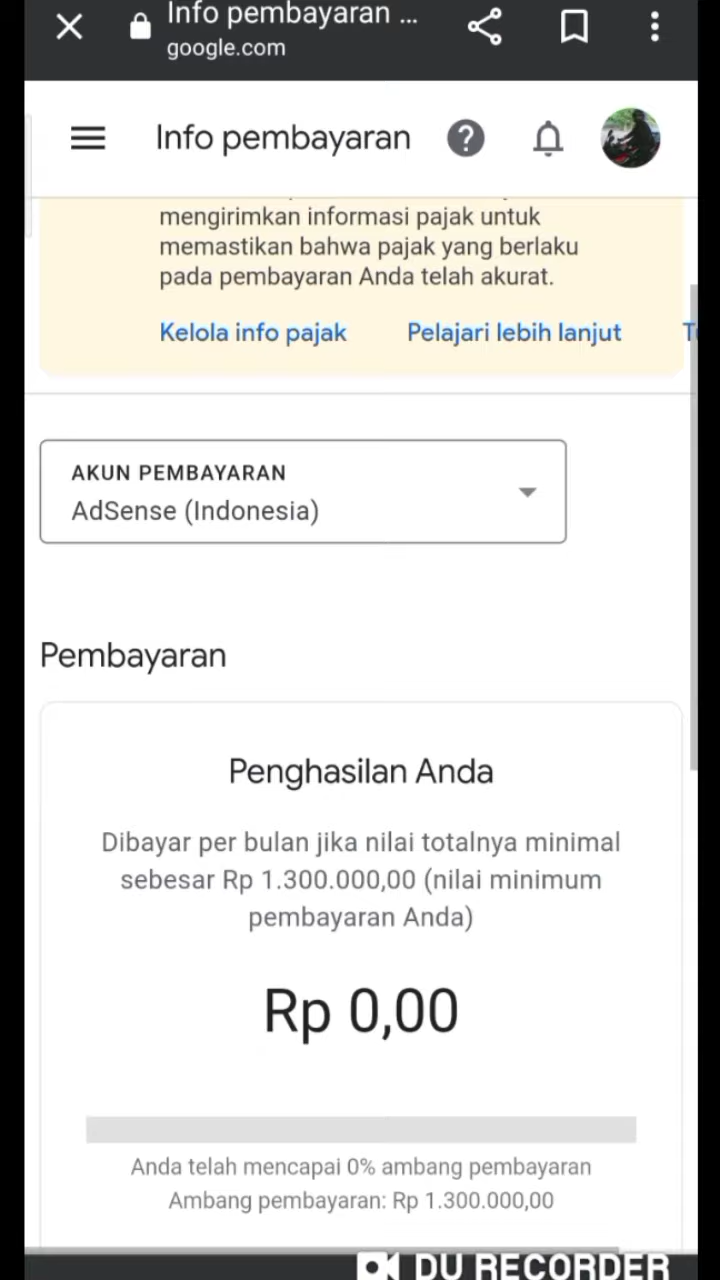 Info pembayaran ...
google.com
Info pembayaran
mengirimkan informasi pajak untuk
memastikan bahwa pajak yang berlaku
pada pembayaran Anda telah akurat.
Kelola info pajak Pelajari lebih lanjut
AKUN PEMBAYARAN
AdSense (Indonesia)
Pembayaran
Penghasilan Anda
Dibayar per bulan jika nilai totalnya minimal
sebesar Rp 1.300.000,00 (nilai minimum
pembayaran Anda)
Rp 0,00
Anda telah mencapai 0% ambang pembayaran
Ambang pembayaran: Rp 1.300.000,00
DU RECORDER